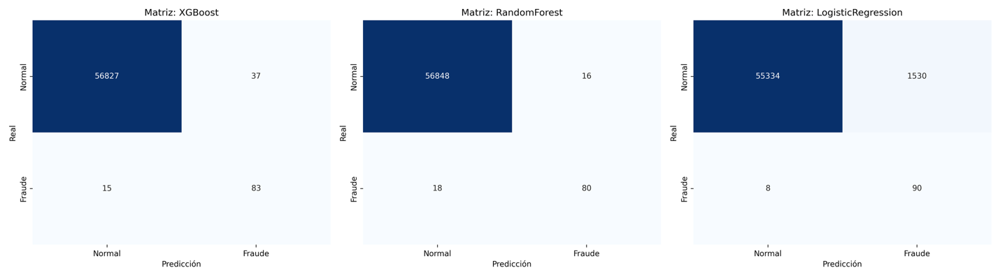 Matriz: XGBoost
Normal
56827
37
Real
Fraude
15
83
Normal
Fraude
Predicción
Matriz: RandomForest
Normal
56848
16
Real
Fraude
18
80
Normal
Fraude
Predicción
Matriz: LogisticRegression
Normal
55334
1530
Real
Fraude
8
90
Normal
Fraude
Predicción